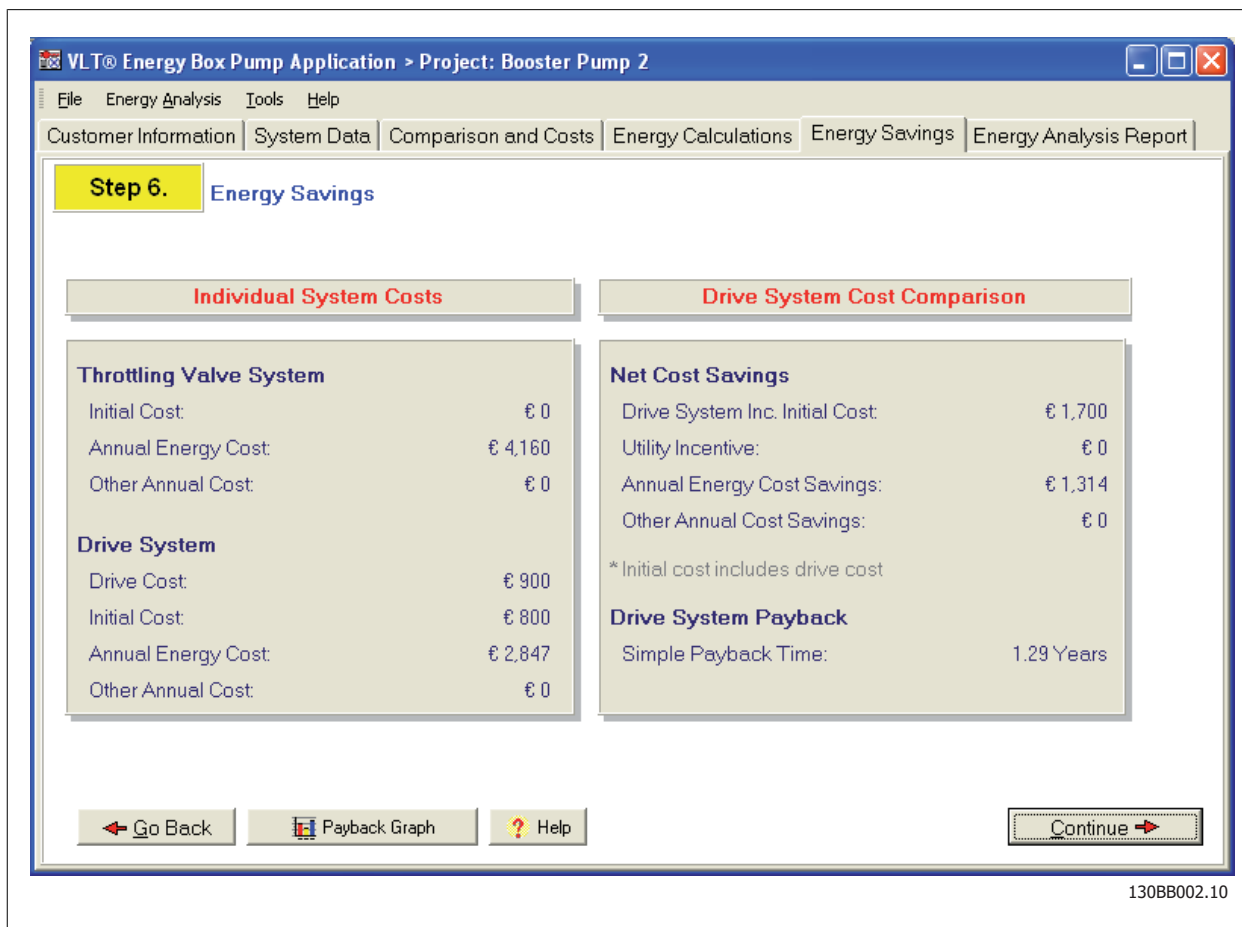 VLT® Energy Box Pump Application > Project: Booster Pump 2
File Energy Analysis Tools Help
Customer Information System Data Comparison and Costs Energy Calculations Energy Savings Energy Analysis Report
Step 6. Energy Savings
Individual System Costs
Throttling Valve System
Initial Cost: € 0
Annual Energy Cost: € 4,160
Other Annual Cost: € 0
Drive System
Drive Cost: € 900
Initial Cost: € 800
Annual Energy Cost: € 2,847
Other Annual Cost: € 0
Drive System Cost Comparison
Net Cost Savings
Drive System Inc. Initial Cost: € 1,700
Utility Incentive: € 0
Annual Energy Cost Savings: € 1,314
Other Annual Cost Savings: € 0
* Initial cost includes drive cost
Drive System Payback
Simple Payback Time: 1.29 Years
Go Back Payback Graph ? Help Continue
130BB002.10